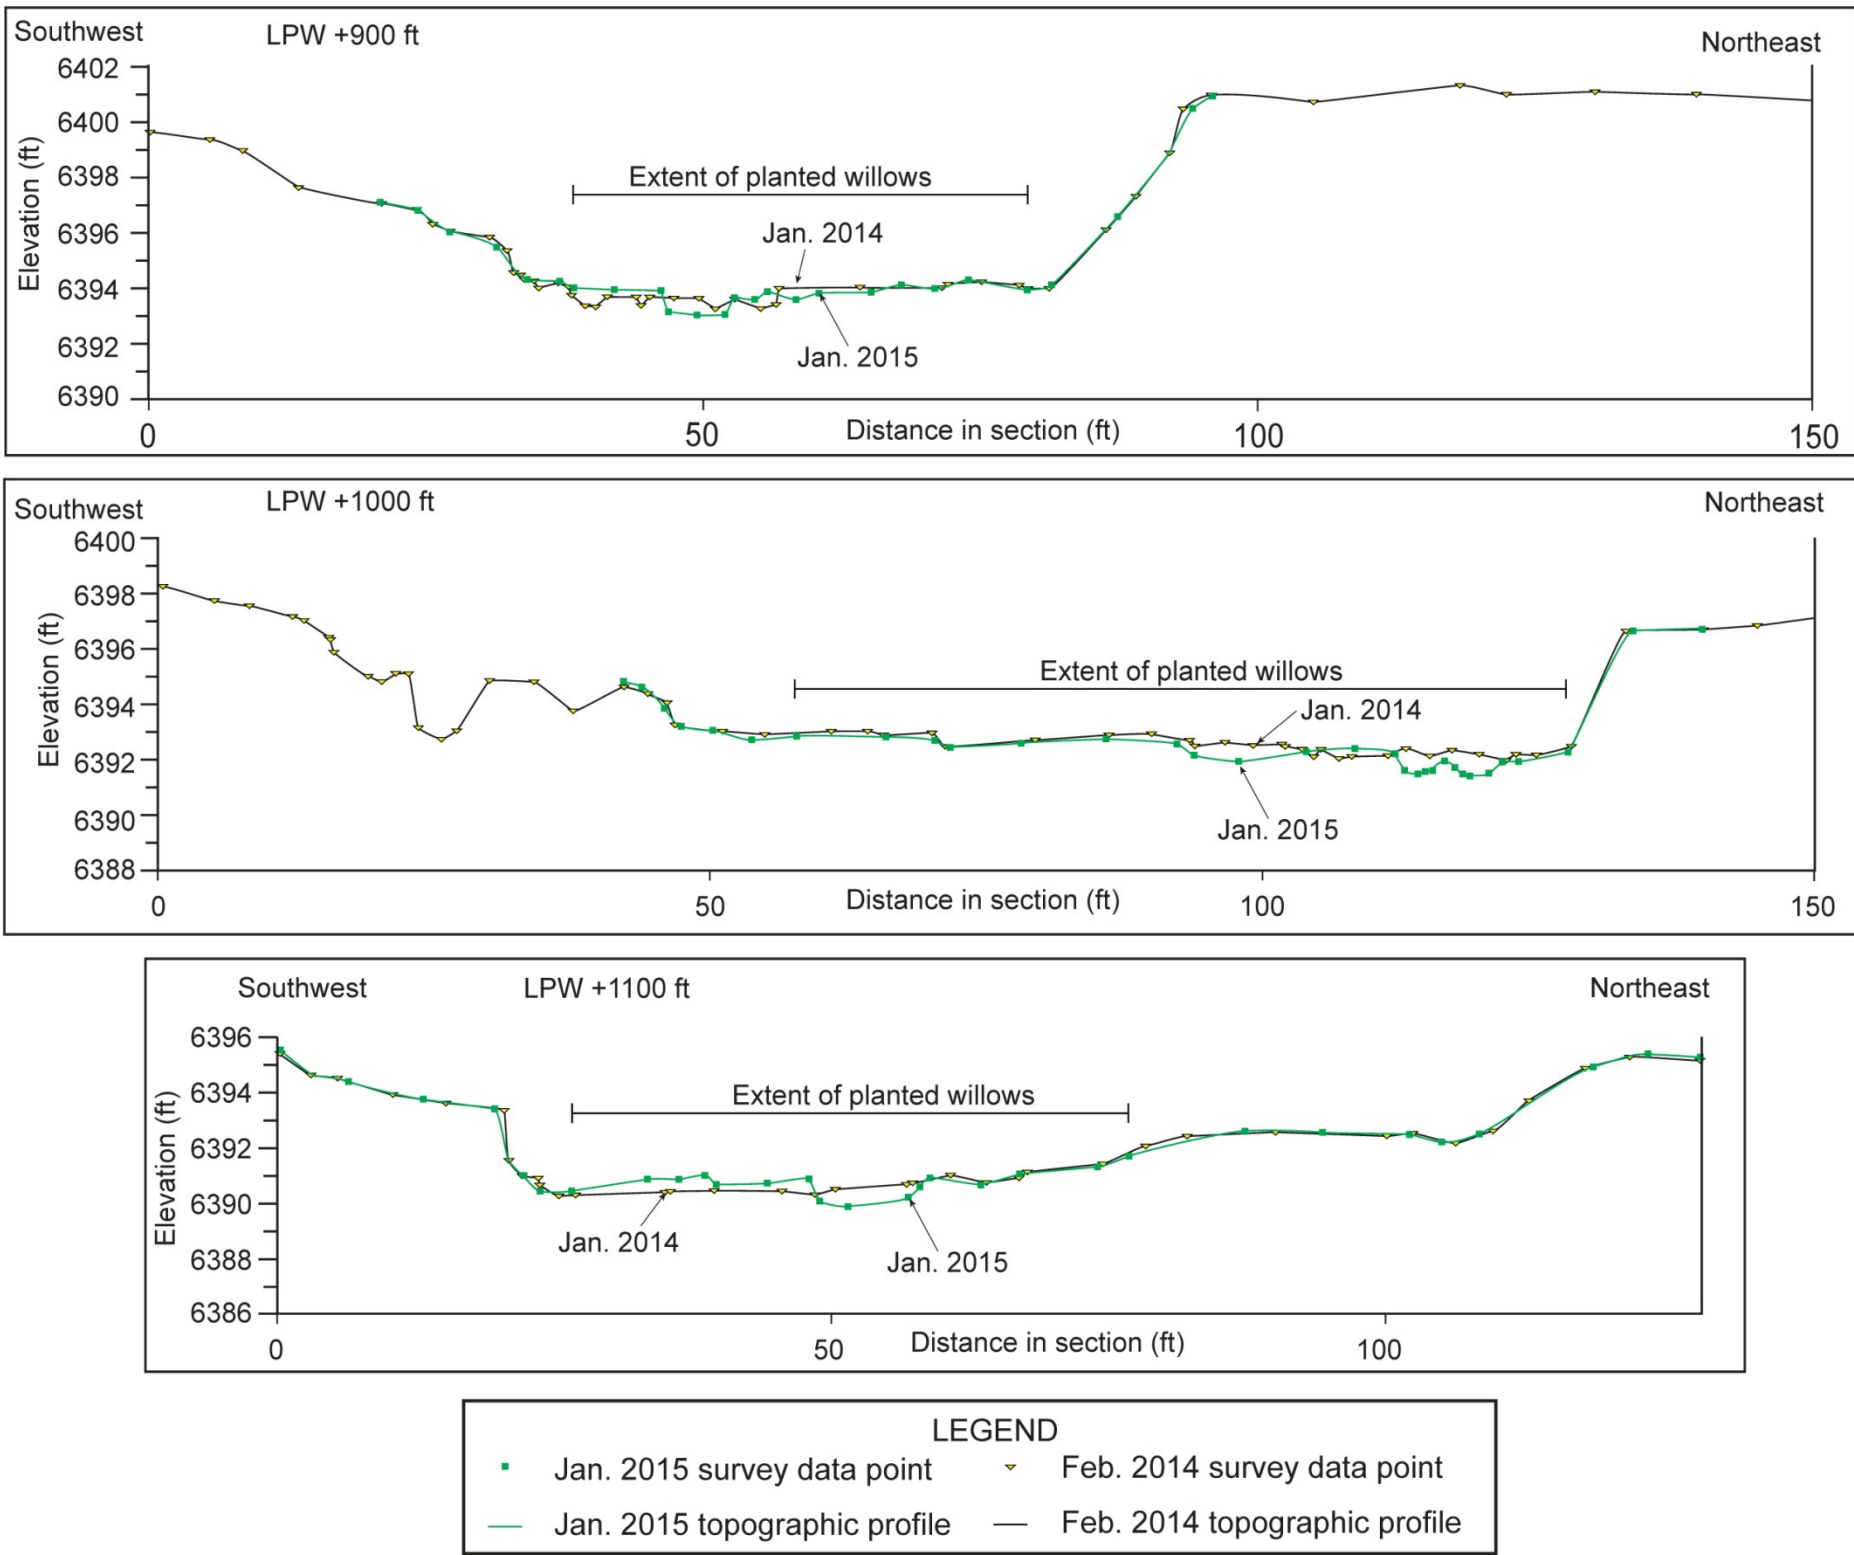 Southwest LPW +900 ft Northeast
6402
6400
6398
6396
6394
6392
6390
Elevation (ft)
Extent of planted willows
Jan. 2014
Jan. 2015
0 50 Distance in section (ft) 100 150
Southwest LPW +1000 ft Northeast
6400
6398
6396
6394
6392
6390
6388
Elevation (ft)
Extent of planted willows
Jan. 2014
Jan. 2015
0 50 Distance in section (ft) 100 150
Southwest LPW +1100 ft Northeast
6396
6394
6392
6390
6388
6386
Elevation (ft)
Extent of planted willows
Jan. 2014
Jan. 2015
0 50 Distance in section (ft) 100
LEGEND
Jan. 2015 survey data point Feb. 2014 survey data point
Jan. 2015 topographic profile Feb. 2014 topographic profile